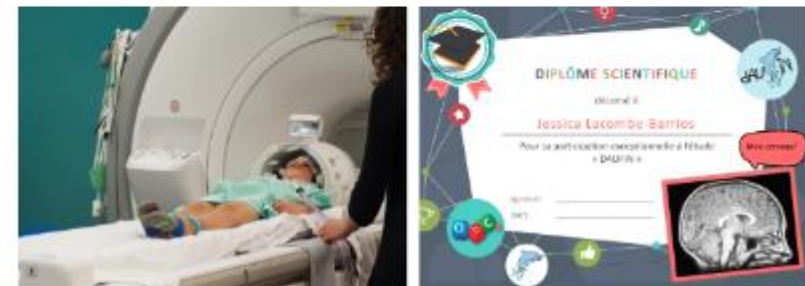 DIPLÔME SCIENTIFIQUE
décerné à
Jessica Lacombe-Barrios
Pour sa participation exceptionnelle à l'étude
« DAUFIN »
Mon cerveau!